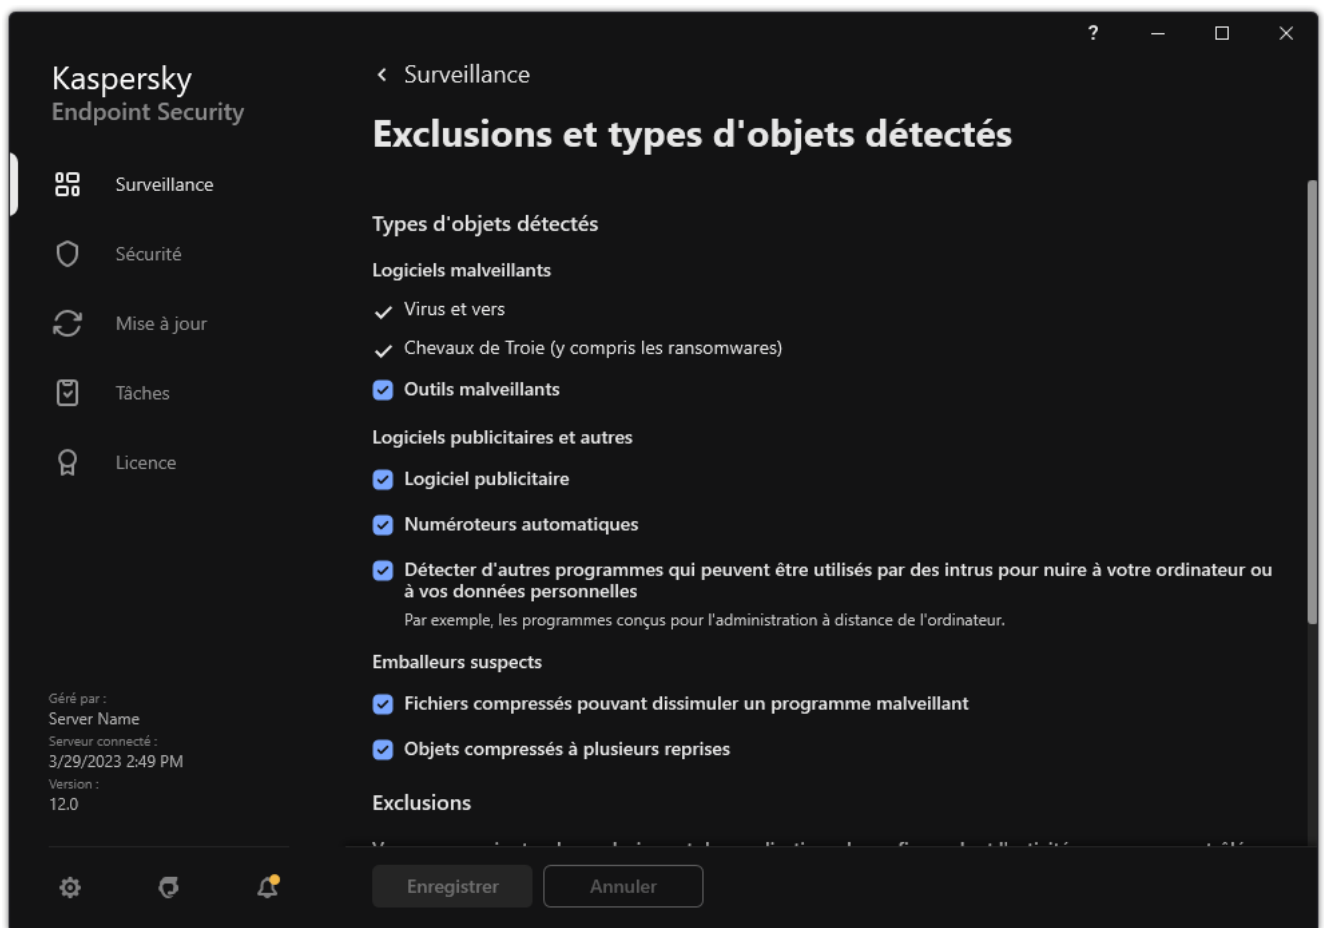 ?
Kaspersky
Endpoint Security
Surveillance
Sécurité
Mise à jour
Tâches
Licence
Géré par :
Server Name
Serveur connecté :
3/29/2023 2:49 PM
Version :
12.0
Surveillance
Exclusions et types d'objets détectés
Types d'objets détectés
Logiciels malveillants
Virus et vers
Chevaux de Troie (y compris les ransomwares)
Outils malveillants
Logiciels publicitaires et autres
Logiciel publicitaire
Numéroteurs automatiques
Détecter d'autres programmes qui peuvent être utilisés par des intrus pour nuire à votre ordinateur ou
à vos données personnelles
Par exemple, les programmes conçus pour l'administration à distance de l'ordinateur.
Emballeurs suspects
Fichiers compressés pouvant dissimuler un programme malveillant
Objets compressés à plusieurs reprises
Exclusions
Enregistrer
Annuler